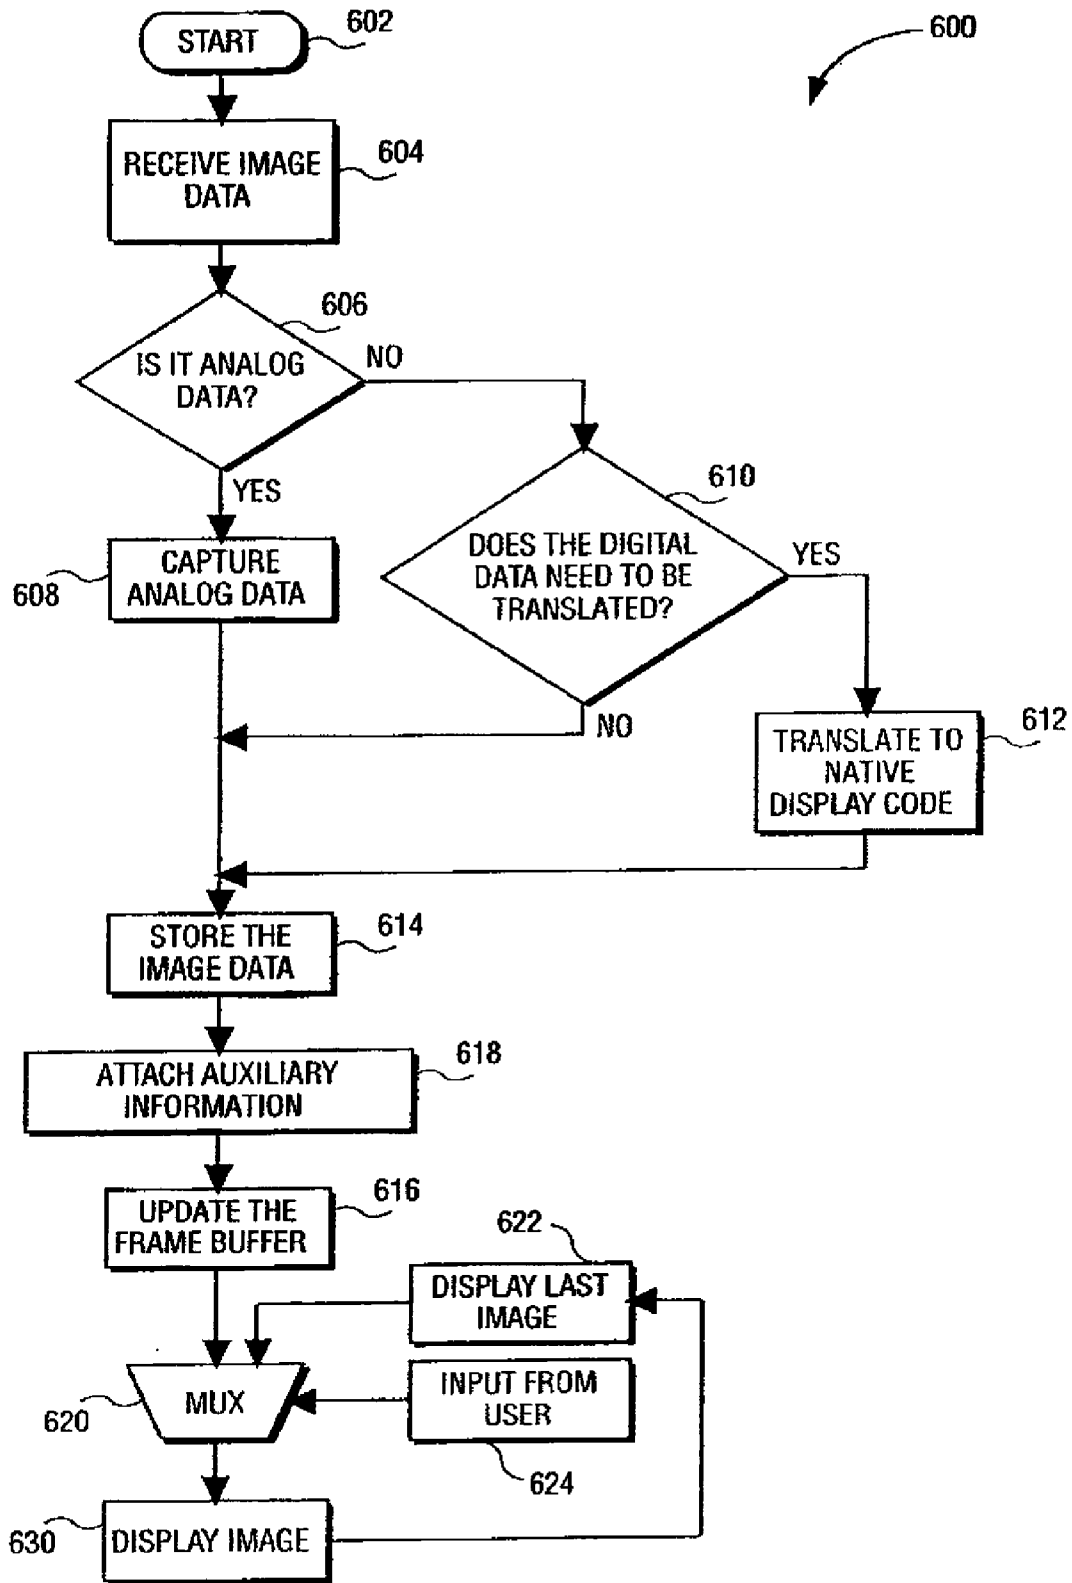 START
602
600
RECEIVE IMAGE
DATA
604
606
IS IT ANALOG
DATA?
NO
YES
610
DOES THE DIGITAL
DATA NEED TO BE
TRANSLATED?
YES
NO
CAPTURE
ANALOG DATA
608
612
TRANSLATE TO
NATIVE
DISPLAY CODE
STORE THE
IMAGE DATA
614
ATTACH AUXILIARY
INFORMATION
618
UPDATE THE
FRAME BUFFER
616
622
DISPLAY LAST
IMAGE
MUX
620
INPUT FROM
USER
624
DISPLAY IMAGE
630